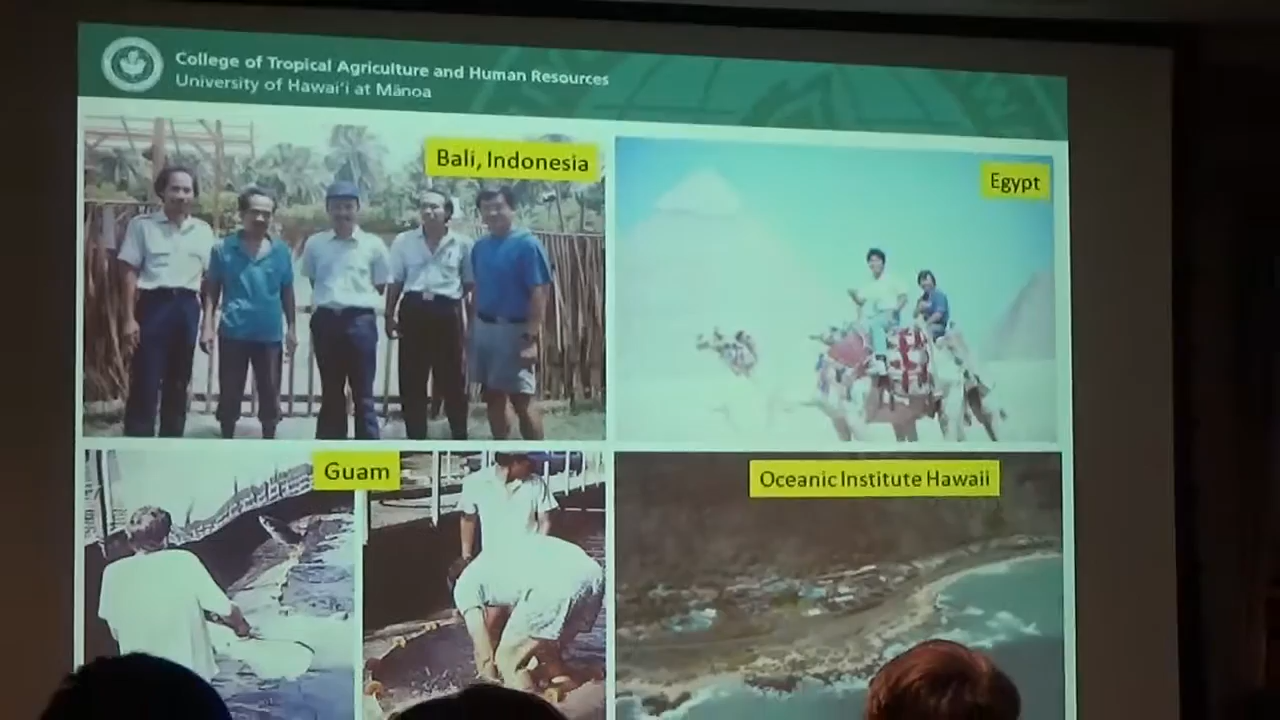 College of Tropical Agriculture and Human Resources
University of Hawai'i at Mānoa
Bali, Indonesia
Egypt
Guam
Oceanic Institute Hawaii